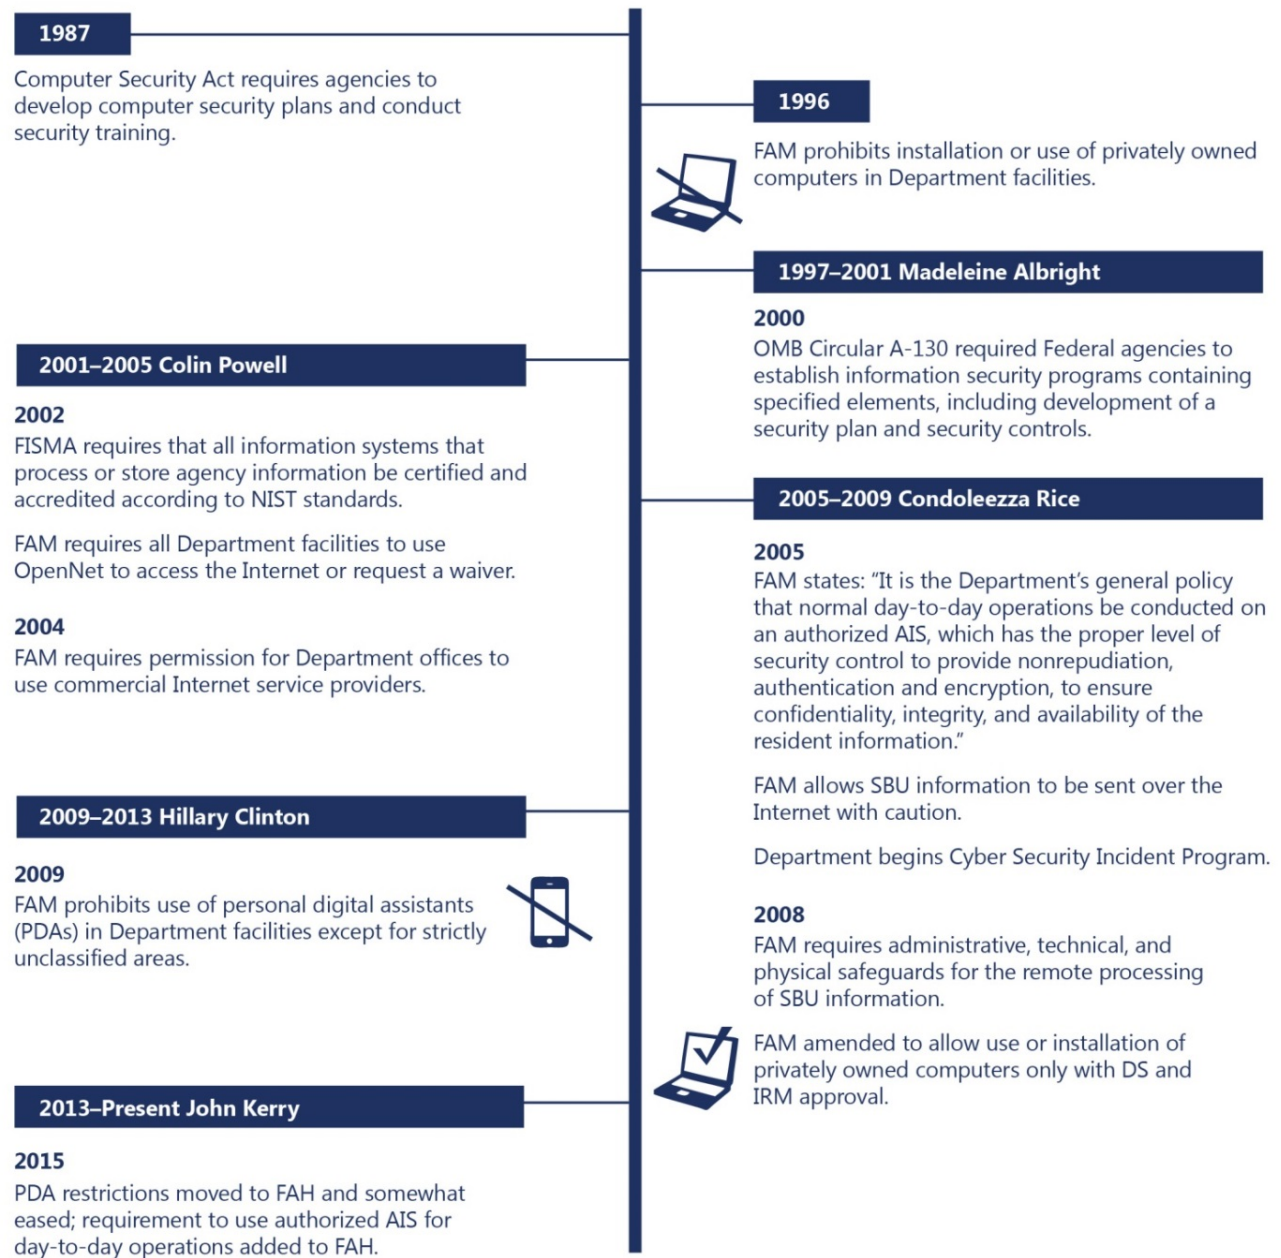 1987
Computer Security Act requires agencies to
develop computer security plans and conduct
security training.
1996
FAM prohibits installation or use of privately owned
computers in Department facilities.
1997–2001 Madeleine Albright
2000
OMB Circular A-130 required Federal agencies to
establish information security programs containing
specified elements, including development of a
security plan and security controls.
2001–2005 Colin Powell
2002
FISMA requires that all information systems that
process or store agency information be certified and
accredited according to NIST standards.
FAM requires all Department facilities to use
OpenNet to access the Internet or request a waiver.
2004
FAM requires permission for Department offices to
use commercial Internet service providers.
2005–2009 Condoleezza Rice
2005
FAM states: “It is the Department’s general policy
that normal day-to-day operations be conducted on
an authorized AIS, which has the proper level of
security control to provide nonrepudiation,
authentication and encryption, to ensure
confidentiality, integrity, and availability of the
resident information.”
FAM allows SBU information to be sent over the
Internet with caution.
Department begins Cyber Security Incident Program.
2008
FAM requires administrative, technical, and
physical safeguards for the remote processing
of SBU information.
FAM amended to allow use or installation of
privately owned computers only with DS and
IRM approval.
2009–2013 Hillary Clinton
2009
FAM prohibits use of personal digital assistants
(PDAs) in Department facilities except for strictly
unclassified areas.
2013–Present John Kerry
2015
PDA restrictions moved to FAH and somewhat
eased; requirement to use authorized AIS for
day-to-day operations added to FAH.